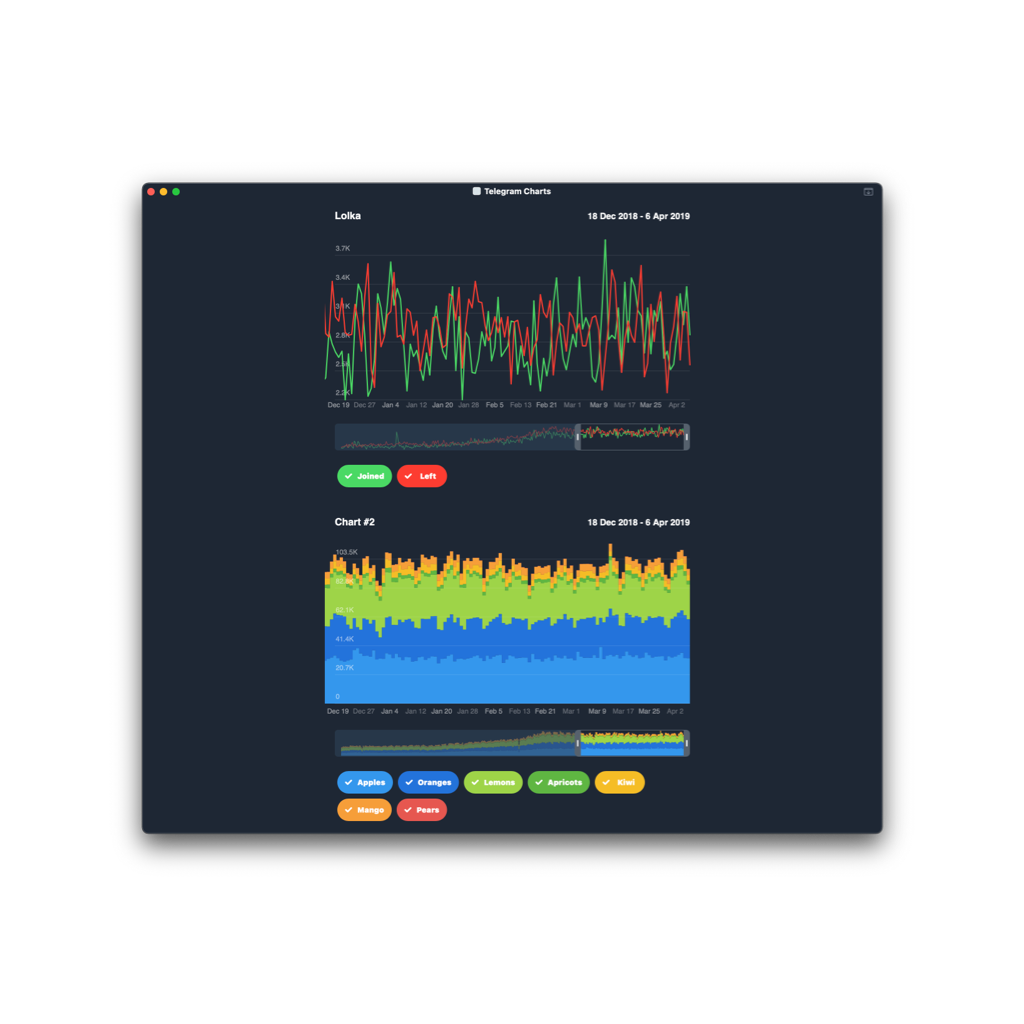 Telegram Charts
Lolka 18 Dec 2018 - 6 Apr 2019
3.7K
3.4K
3.1K
2.8K
2.5K
2.2K
Dec 19 Dec 27 Jan 4 Jan 12 Jan 20 Jan 28 Feb 5 Feb 13 Feb 21 Mar 1 Mar 9 Mar 17 Mar 25 Apr 2
Joined Left
Chart #2 18 Dec 2018 - 6 Apr 2019
103.5K
62.1K
41.4K
20.7K
0
Dec 19 Dec 27 Jan 4 Jan 12 Jan 20 Jan 28 Feb 5 Feb 13 Feb 21 Mar 1 Mar 9 Mar 17 Mar 25 Apr 2
Apples Oranges Lemons Apricots Kiwi
Mango Pears